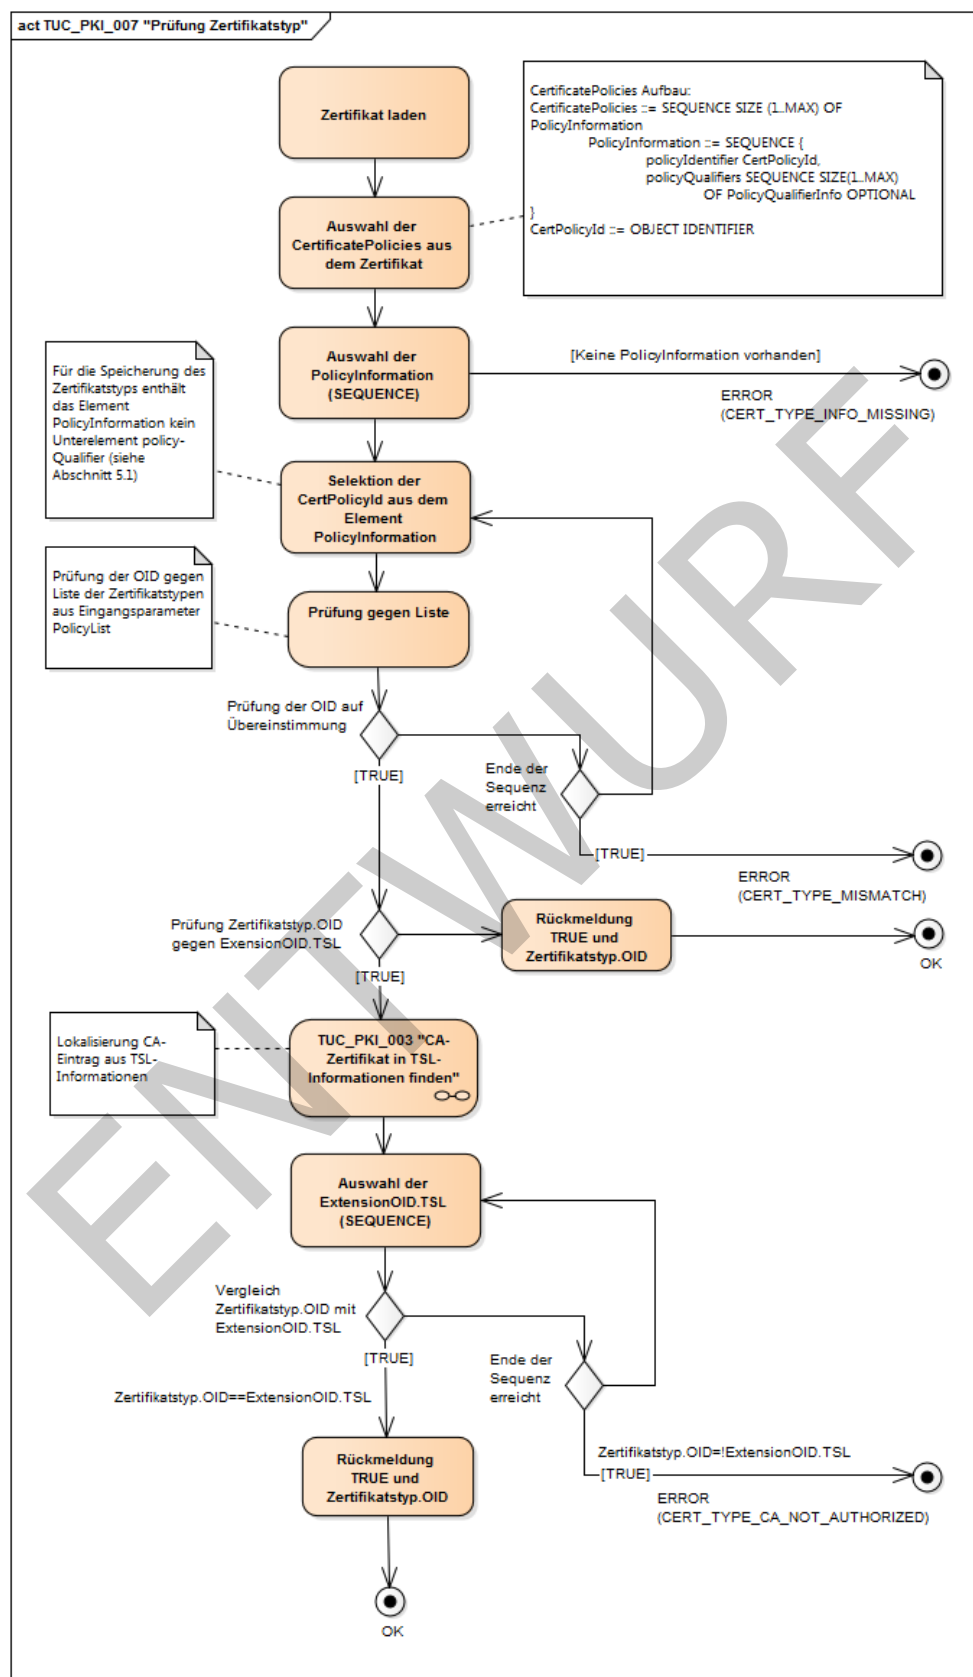 act TUC_PKI_007 "Prüfung Zertifikatstyp"
Zertifikat laden
CertificatePolicies Aufbau:
CertificatePolicies ::= SEQUENCE SIZE (1..MAX) OF
PolicyInformation
PolicyInformation ::= SEQUENCE {
policyIdentifier CertPolicyId,
policyQualifiers SEQUENCE SIZE(1..MAX)
OF PolicyQualifierInfo OPTIONAL
}
CertPolicyId ::= OBJECT IDENTIFIER
Auswahl der
CertificatePolicies aus
dem Zertifikat
Auswahl der
PolicyInformation
(SEQUENCE)
[Keine PolicyInformation vorhanden]
ERROR
(CERT_TYPE_INFO_MISSING)
Für die Speicherung des
Zertifikatstyps enthält
das Element
PolicyInformation kein
Unterelement policy-
Qualifier (siehe
Abschnitt 5.1)
Selektion der
CertPolicyId aus dem
Element
PolicyInformation
Prüfung der OID gegen
Liste der Zertifikatstypen
aus Eingangsparameter
PolicyList
Prüfung gegen Liste
Prüfung der OID auf
Übereinstimmung
[TRUE]
Ende der
Sequenz
erreicht
[TRUE]
ERROR
(CERT_TYPE_MISMATCH)
Prüfung Zertifikatstyp.OID
gegen ExensionOID.TSL
[TRUE]
Rückmeldung
TRUE und
Zertifikatstyp.OID
OK
Lokalisierung CA-
Eintrag aus TSL-
Informationen
TUC_PKI_003 "CA-
Zertifikat in TSL-
Informationen finden"
Auswahl der
ExtensionOID.TSL
(SEQUENCE)
Vergleich
Zertifikatstyp.OID mit
ExtensionOID.TSL
[TRUE]
Ende der
Sequenz
erreicht
Zertifikatstyp.OID==ExtensionOID.TSL
Zertifikatstyp.OID=!ExtensionOID.TSL
[TRUE]
ERROR
(CERT_TYPE_CA_NOT_AUTHORIZED)
Rückmeldung
TRUE und
Zertifikatstyp.OID
OK
ENTWURF